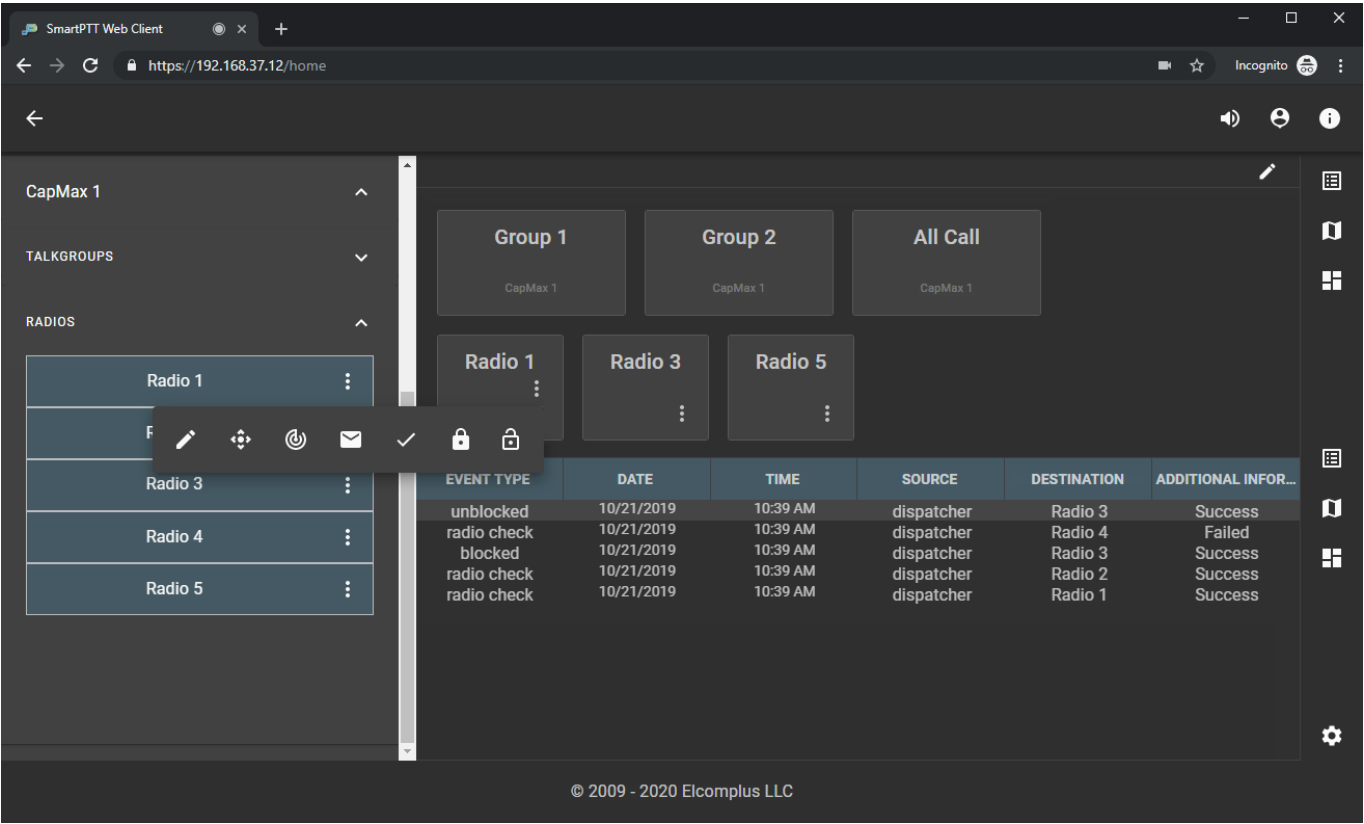 SmartPTT Web Client
https://192.168.37.12/home
Incognito
CapMax 1
TALKGROUPS
RADIOS
Radio 1
R
Radio 3
Radio 4
Radio 5
Group 1
CapMax 1
Group 2
CapMax 1
All Call
CapMax 1
Radio 1
Radio 3
Radio 5
EVENT TYPE DATE TIME SOURCE DESTINATION ADDITIONAL INFOR...
unblocked 10/21/2019 10:39 AM dispatcher Radio 3 Success
radio check 10/21/2019 10:39 AM dispatcher Radio 4 Failed
blocked 10/21/2019 10:39 AM dispatcher Radio 3 Success
radio check 10/21/2019 10:39 AM dispatcher Radio 2 Success
radio check 10/21/2019 10:39 AM dispatcher Radio 1 Success
© 2009 - 2020 Elcomplus LLC